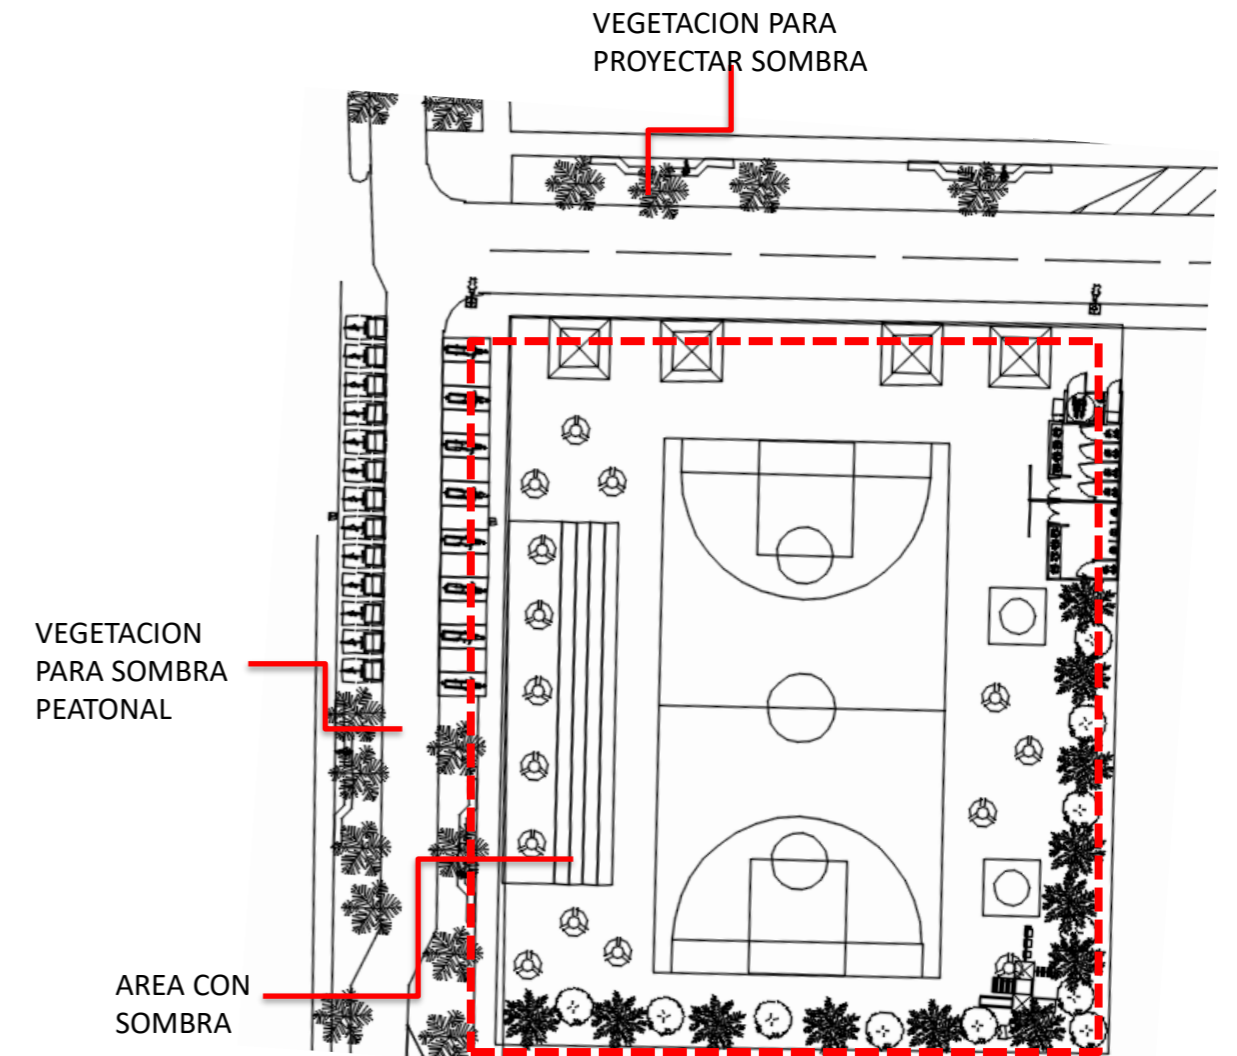 VEGETACION PARA
PROYECTAR SOMBRA
VEGETACION
PARA SOMBRA
PEATONAL
AREA CON
SOMBRA